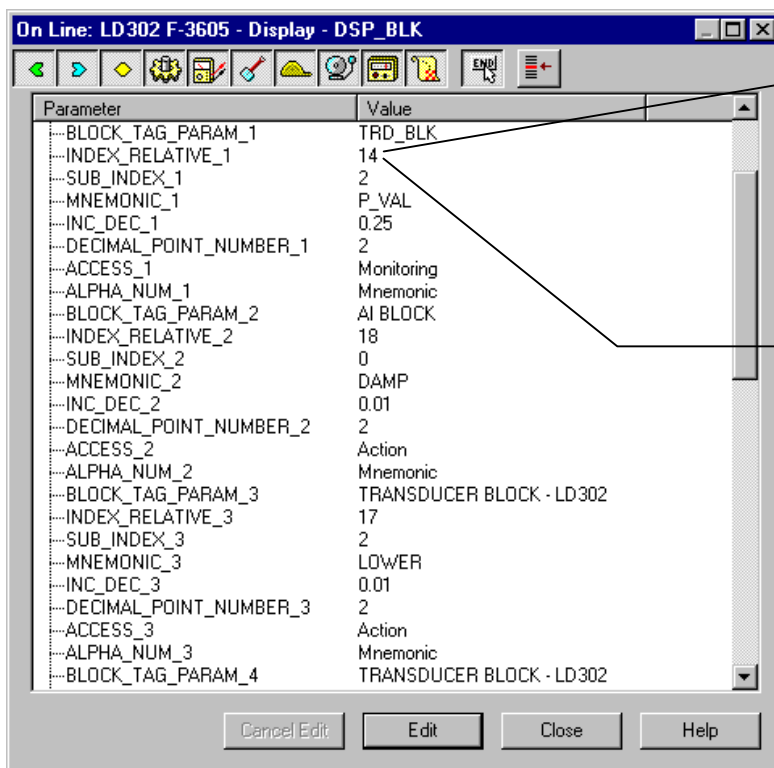 On Line: LD302 F-3605 - Display - DSP_BLK
END
Parameter Value
BLOCK_TAG_PARAM_1 TRD_BLK
INDEX_RELATIVE_1 14
SUB_INDEX_1 2
MNEMONIC_1 P_VAL
INC_DEC_1 0.25
DECIMAL_POINT_NUMBER_1 2
ACCESS_1 Monitoring
ALPHA_NUM_1 Mnemonic
BLOCK_TAG_PARAM_2 AI BLOCK
INDEX_RELATIVE_2 18
SUB_INDEX_2 0
MNEMONIC_2 DAMP
INC_DEC_2 0.01
DECIMAL_POINT_NUMBER_2 2
ACCESS_2 Action
ALPHA_NUM_2 Mnemonic
BLOCK_TAG_PARAM_3 TRANSDUCER BLOCK - LD302
INDEX_RELATIVE_3 17
SUB_INDEX_3 2
MNEMONIC_3 LOWER
INC_DEC_3 0.01
DECIMAL_POINT_NUMBER_3 2
ACCESS_3 Action
ALPHA_NUM_3 Mnemonic
BLOCK_TAG_PARAM_4 TRANSDUCER BLOCK - LD302
Cancel Edit Edit Close Help